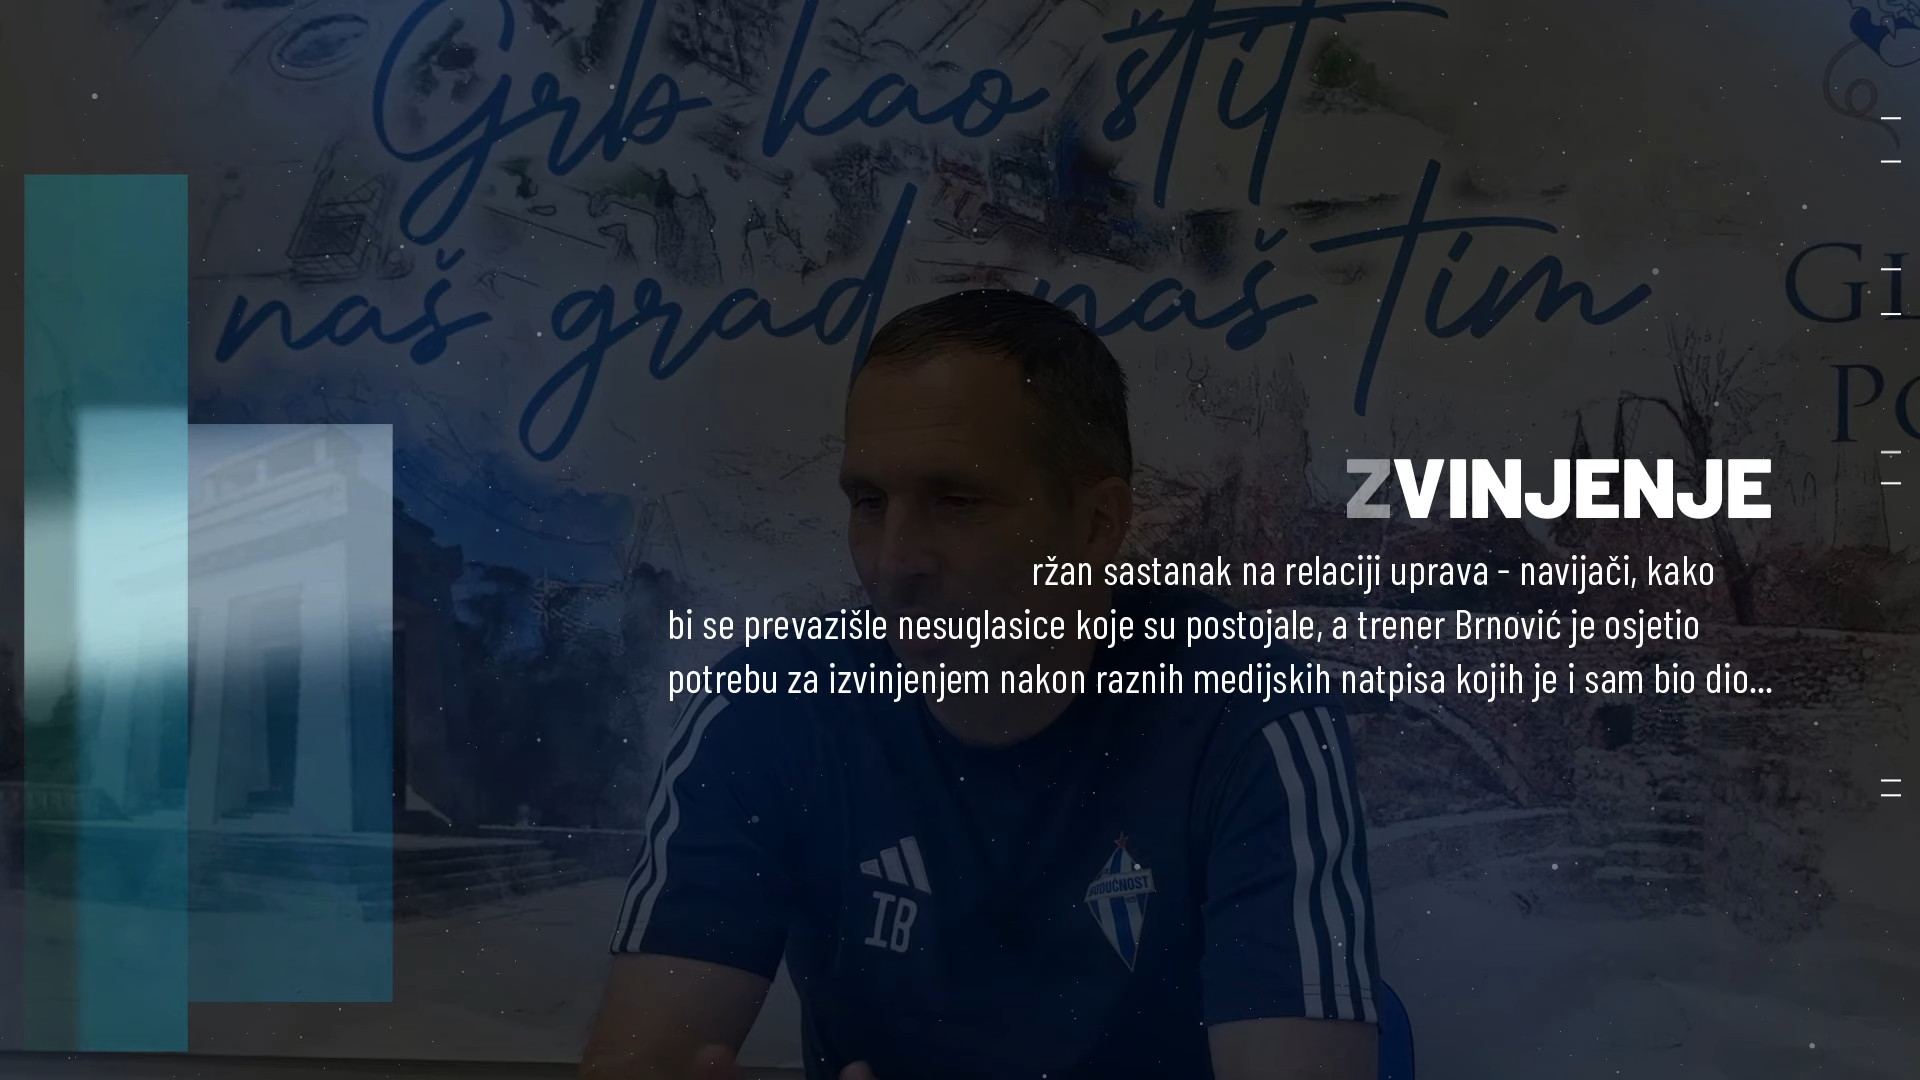 Grb kao štit
naš grad naš tim
ZVINJENJE
ržan sastanak na relaciji uprava - navijači, kako
bi se prevazišle nesuglasice koje su postojale, a trener Brnović je osjetio
potrebu za izvinjenjem nakon raznih medijskih natpisa kojih je i sam bio dio...
IB
BUDUĆNOST